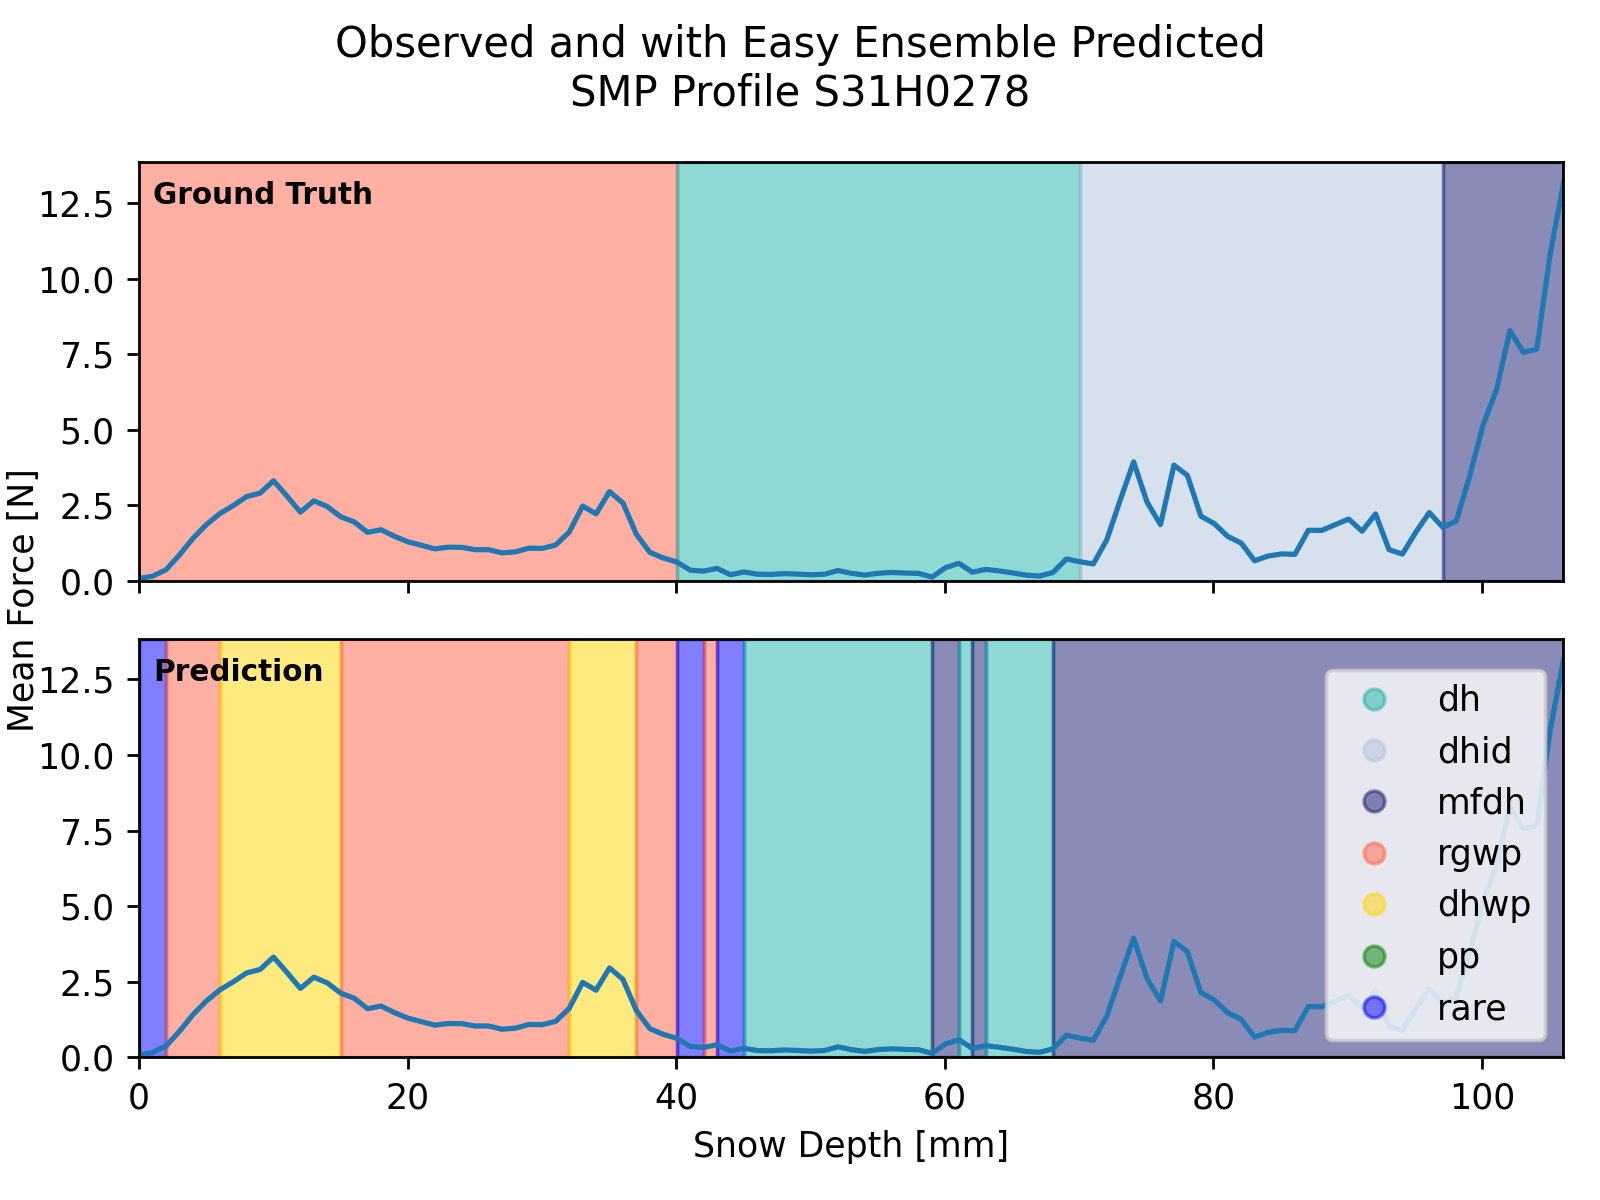 Observed and with Easy Ensemble Predicted
SMP Profile S31H0278
Mean Force [N]
Ground Truth
12.5
10.0
7.5
5.0
2.5
0.0
Prediction
12.5
10.0
7.5
5.0
2.5
0.0
dh
dhid
mfdh
rgwp
dhwp
pp
rare
0 20 40 60 80 100
Snow Depth [mm]